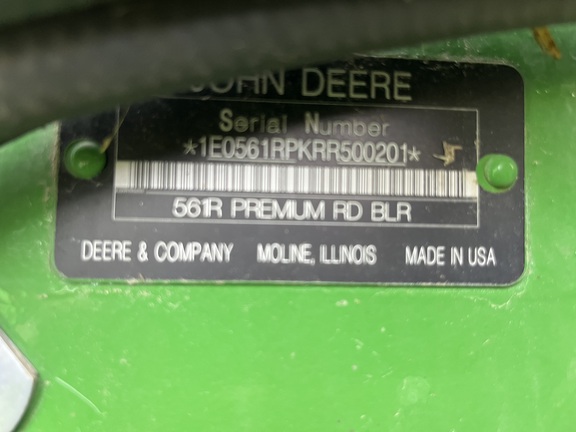 JOHN DEERE
Serial Number
*1E0561RPKRR500201*
561R PREMIUM RD BLR
DEERE & COMPANY MOLINE, ILLINOIS MADE IN USA